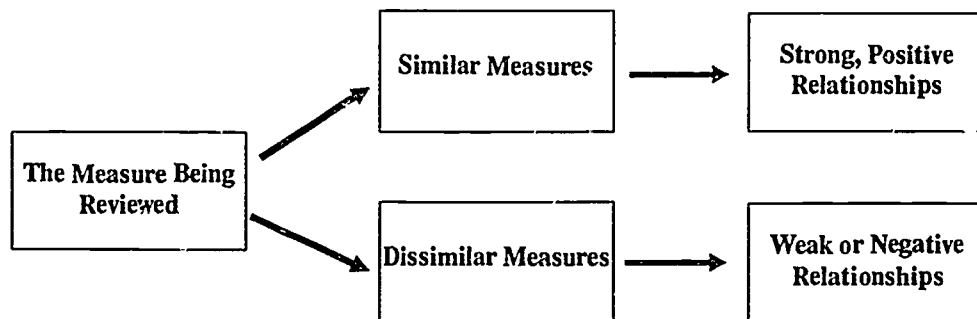 Similar Measures
Strong, Positive
Relationships
The Measure Being
Reviewed
Dissimilar Measures
Weak or Negative
Relationships